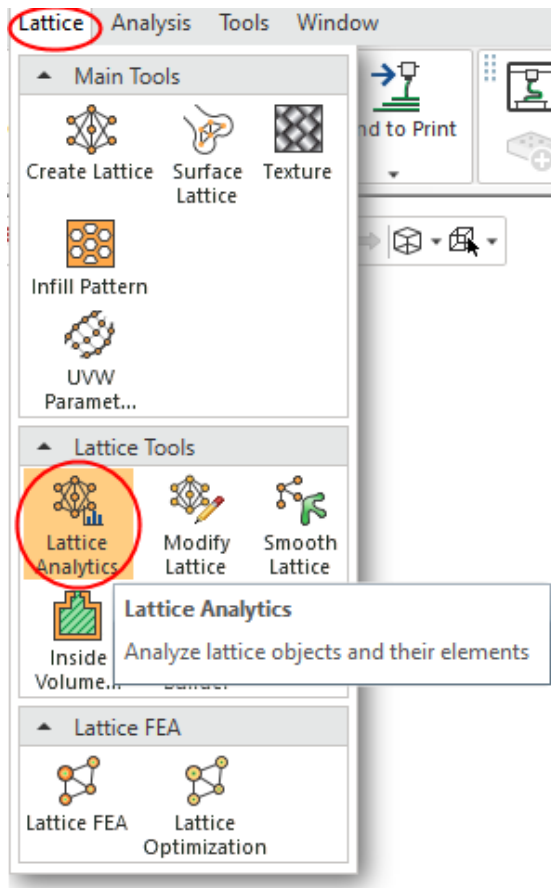 Lattice Analysis Tools Window
Main Tools
nd to Print
Create Lattice Surface Texture
Lattice
Infill Pattern
UVW
Paramet...
Lattice Tools
Lattice Modify Smooth
Analytics Lattice Lattice
Lattice Analytics
Analyze lattice objects and their elements
Inside
Volume...
Lattice FEA
Lattice FEA Lattice
Optimization